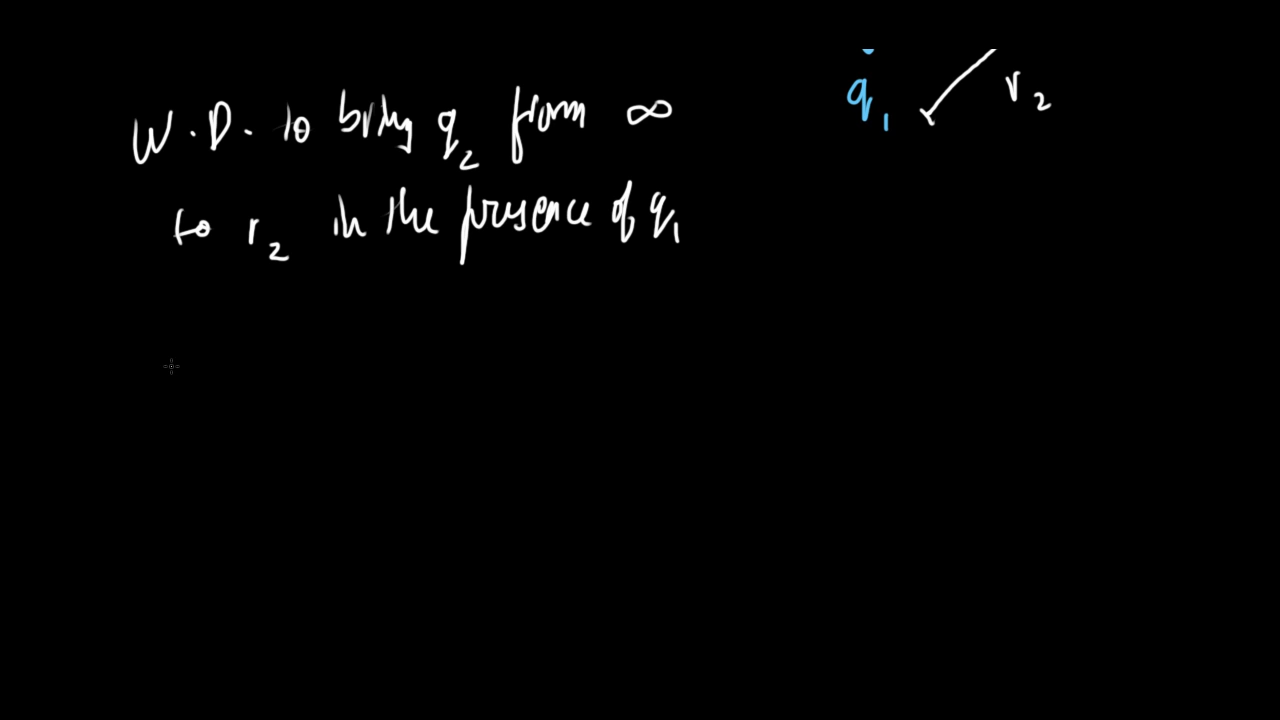 W.D. to bring q₂ from ∞
to r₂ in the presence of q₁
q₁
r₂